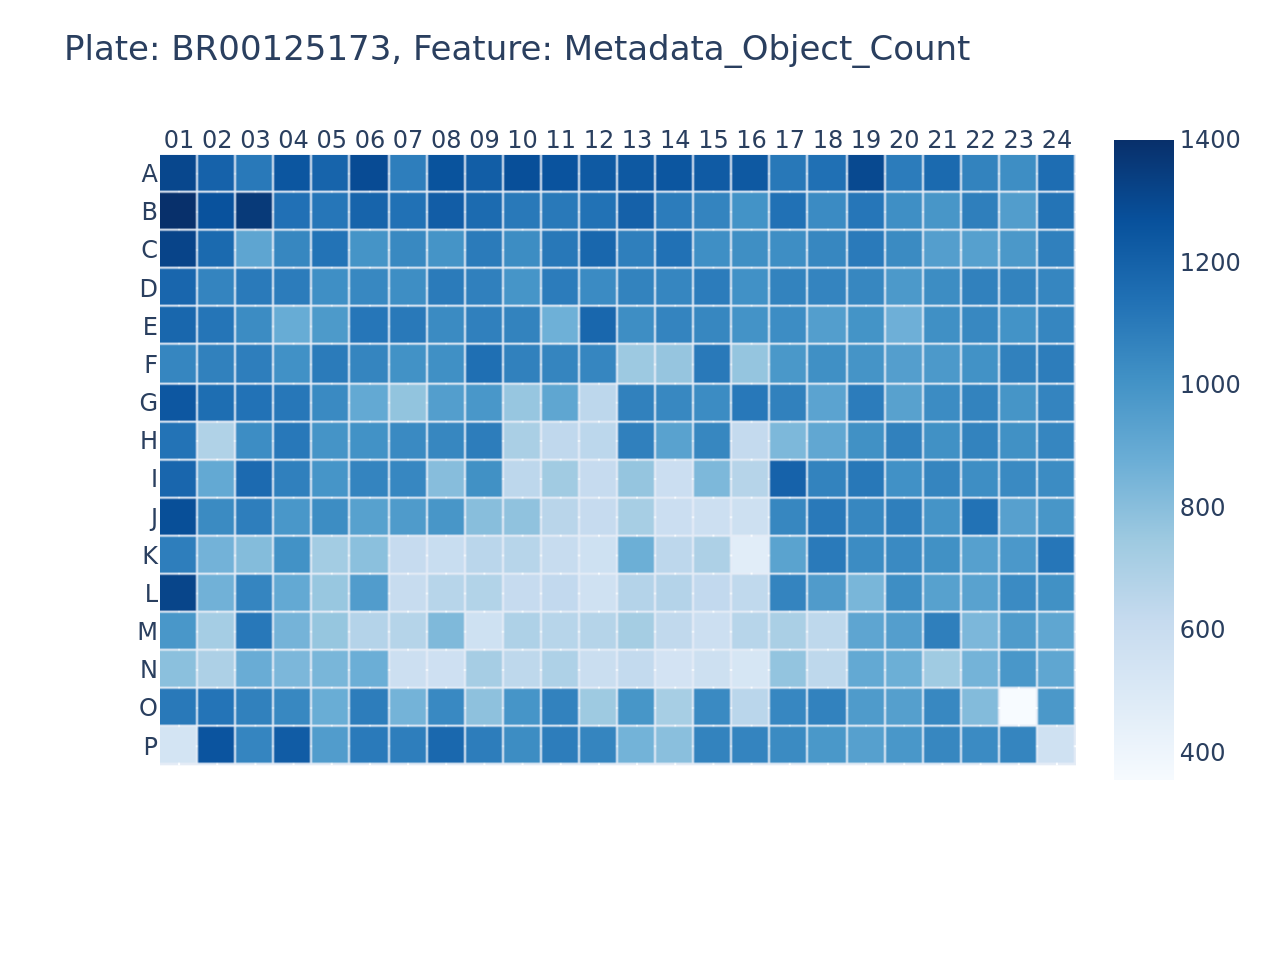 Plate: BR00125173, Feature: Metadata_Object_Count
01 02 03 04 05 06 07 08 09 10 11 12 13 14 15 16 17 18 19 20 21 22 23 24
A
B
C
D
E
F
G
H
I
J
K
L
M
N
O
P
1400
1200
1000
800
600
400